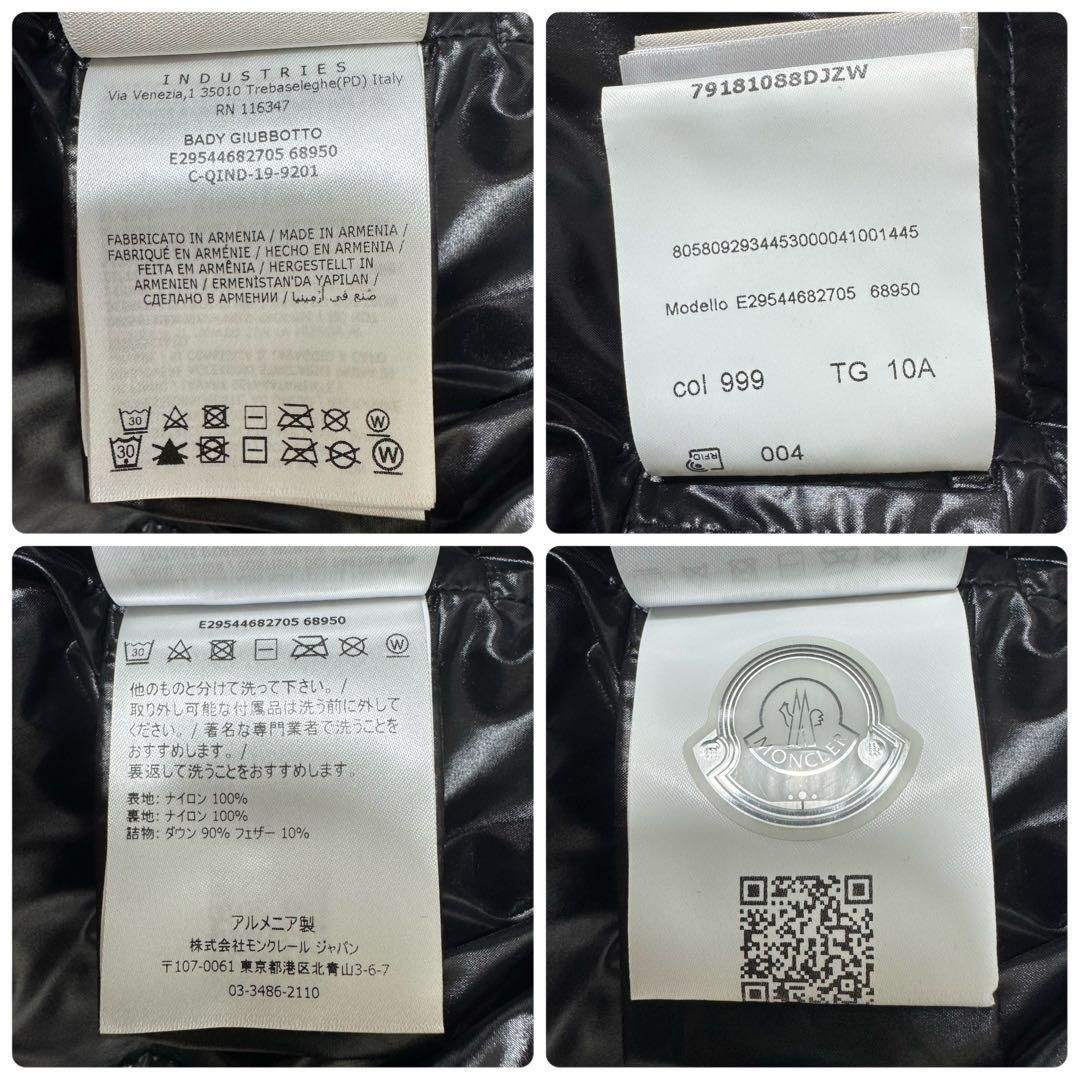 INDUSTRIES
Via Venezia,1 35010 Trebaseleghe(PD) Italy
RN 116347
BADY GIUBBOTTO
E29544682705 68950
C-QIND-19-9201
FABBRICATO IN ARMENIA / MADE IN ARMENIA /
FABRIQUÉ EN ARMÉNIE / HECHO EN ARMENIA /
FEITA EM ARMÊNIA / HERGESTELLT IN
ARMENIEN / ERMENİSTAN'DA YAPILAN /
СДЕЛАНО В АРМЕНИИ / صنع في أرمينيا
30
W
30
W
79181088DJZW
8058092934453000041001445
Modello E29544682705 68950
col 999 TG 10A
RFID 004
E29544682705 68950
30
W
他のものと分けて洗って下さい。/
取り外し可能な付属品は洗う前に外して
ください。/ 著名な専門業者で洗うことを
おすすめします。/
裏返して洗うことをおすすめします。
表地: ナイロン 100%
裏地: ナイロン 100%
詰物: ダウン 90% フェザー 10%
アルメニア製
株式会社モンクレール ジャパン
〒107-0061 東京都港区北青山3-6-7
03-3486-2110
MONCLER